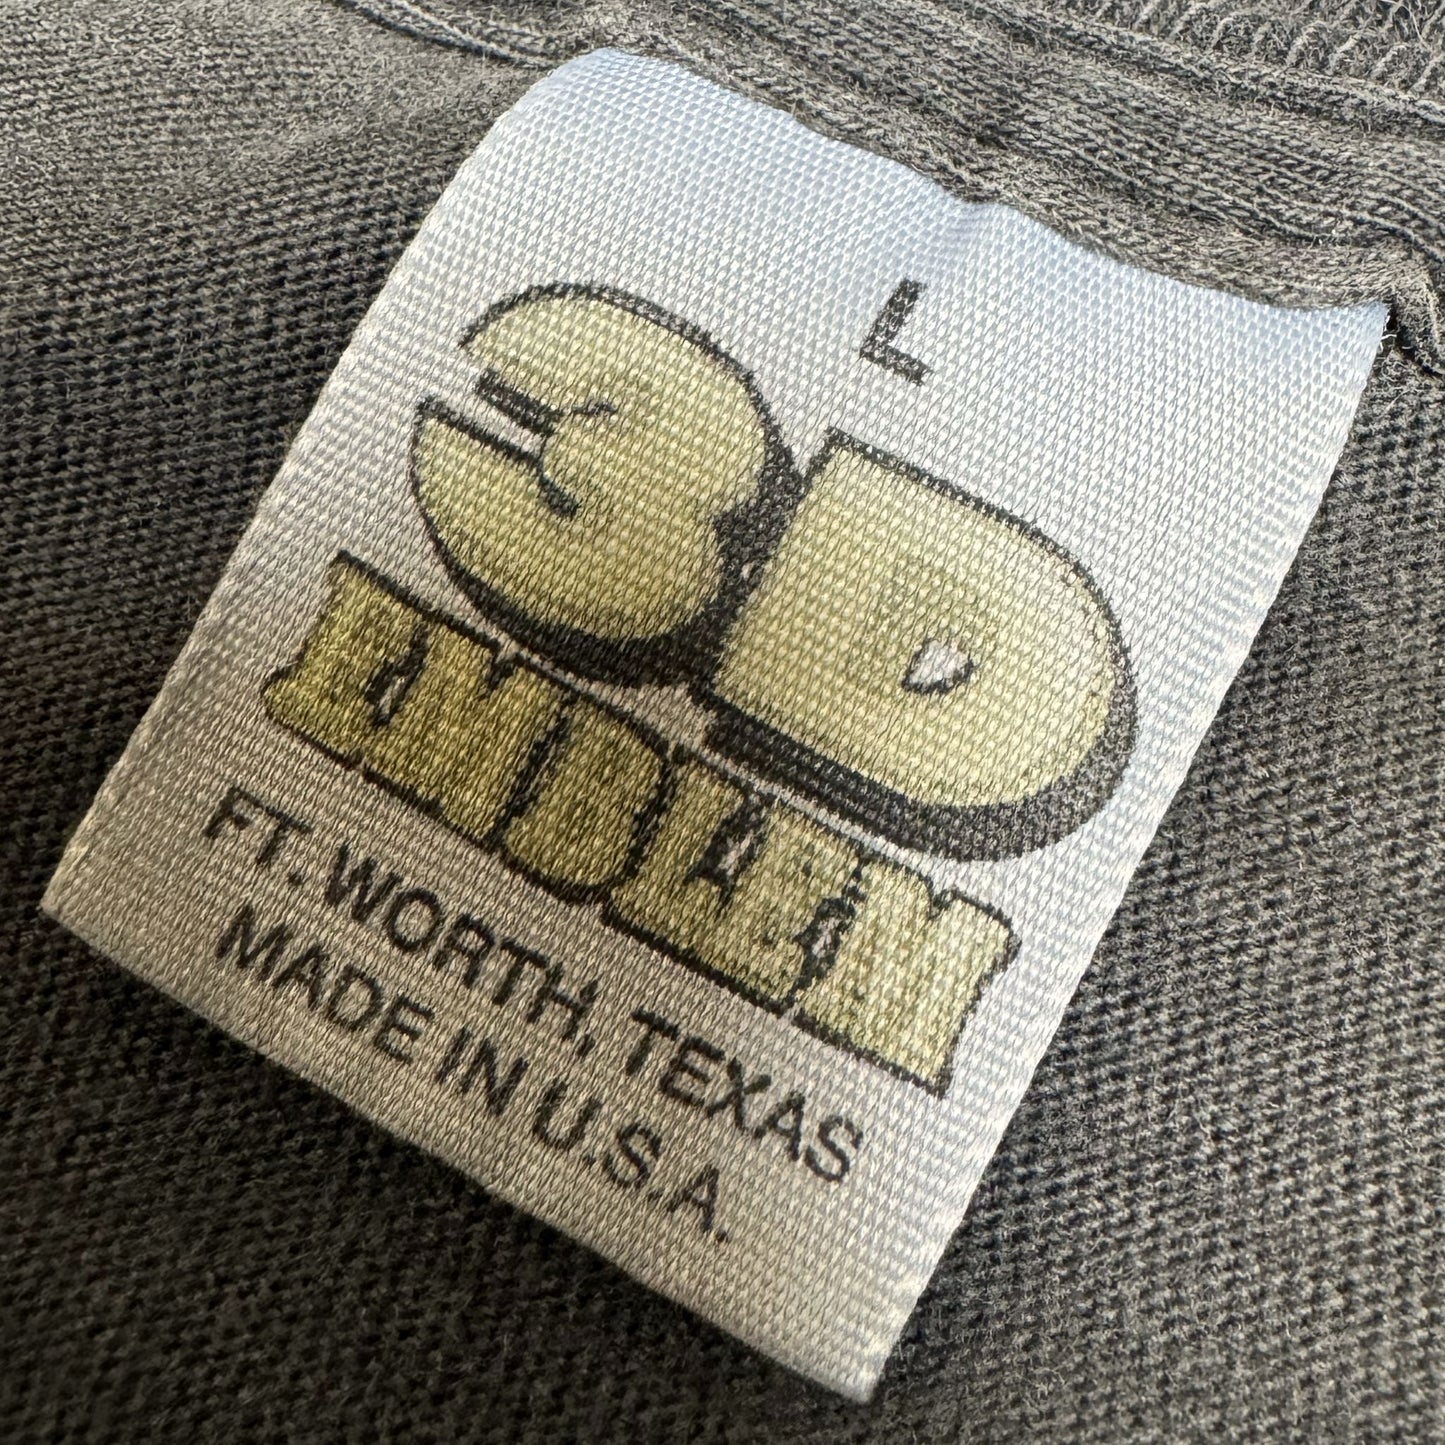 L
3D
EMBLEM
FT. WORTH, TEXAS
MADE IN U.S.A.